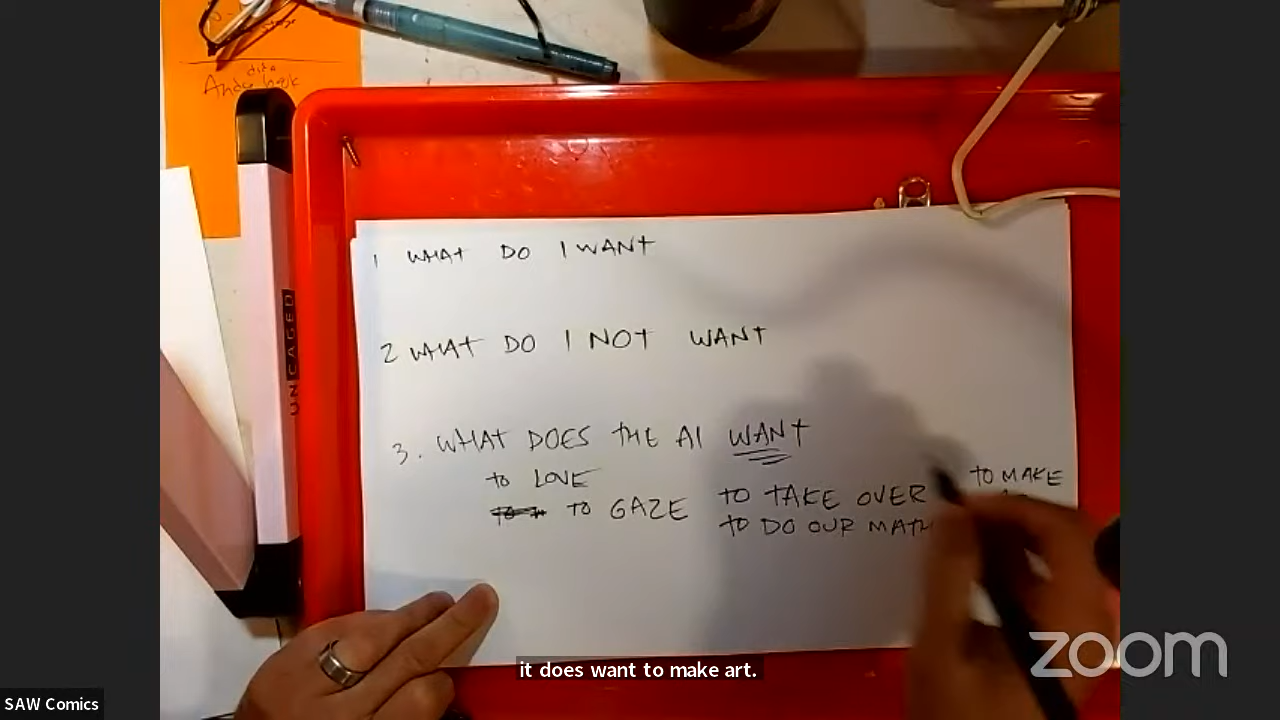 Andy book
UNCAGED
1 WHAT DO I WANT
2 WHAT DO I NOT WANT
3. WHAT DOES THE AI WANT
to LOVE
TO GAZE
TO TAKE OVER
TO DO OUR MATH
TO MAKE
it does want to make art.
zoom
SAW Comics